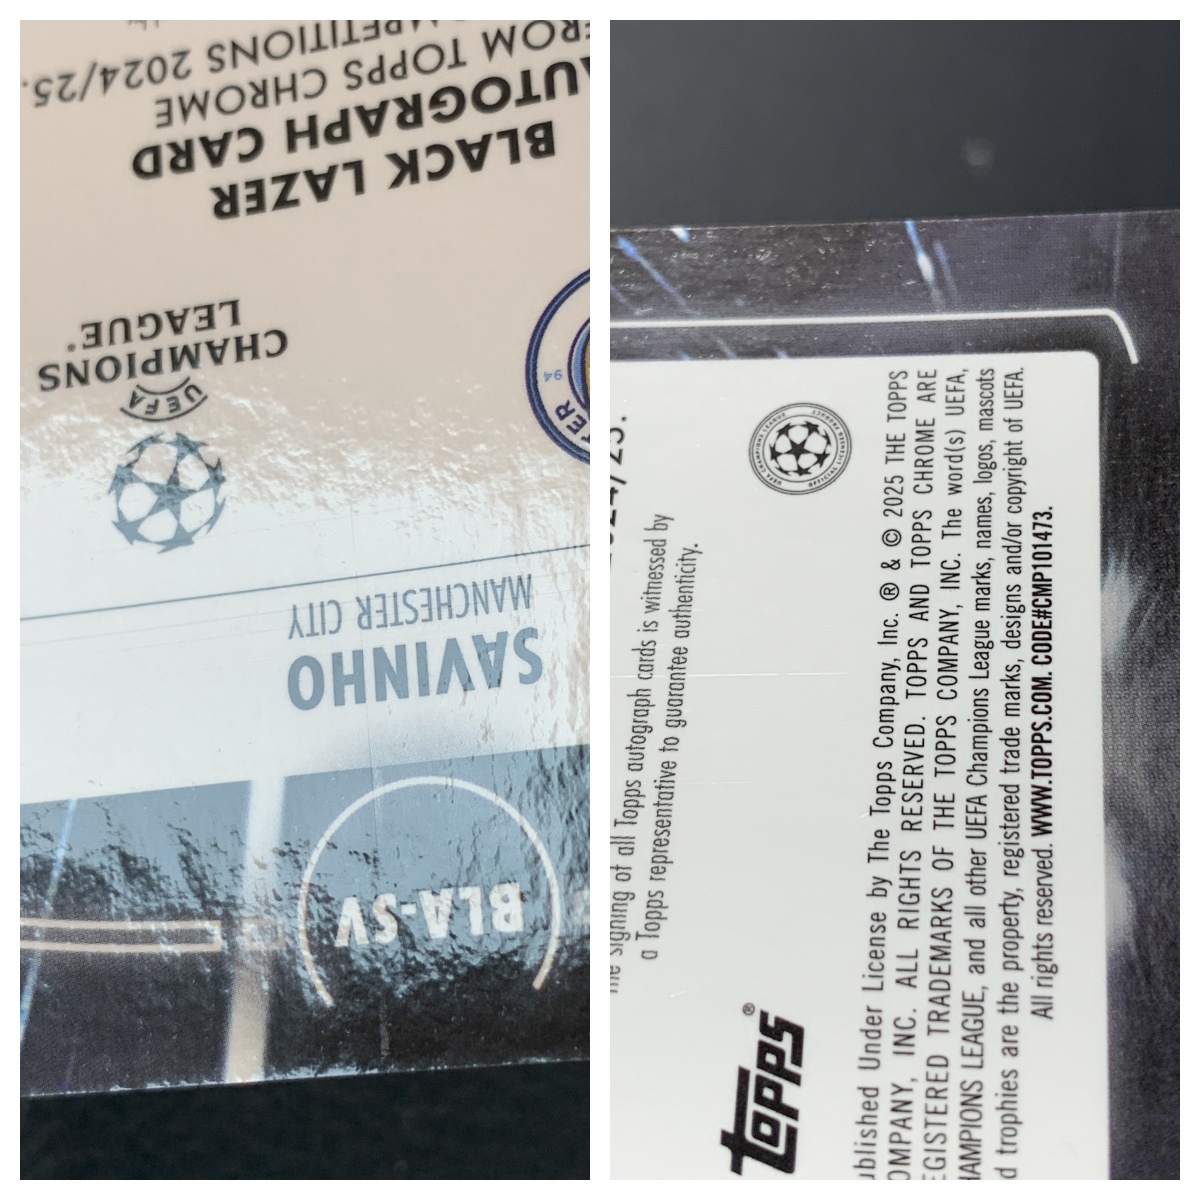 BLA-SV
SAVINHO
MANCHESTER CITY
UEFA
CHAMPIONS
LEAGUE
94
BLACK LAZER
AUTOGRAPH CARD
FROM TOPPS CHROME
COMPETITIONS 2024/25.
The signing of all Topps autograph cards is witnessed by
a Topps representative to guarantee authenticity.
topps®
Published Under License by The Topps Company, Inc. ® & © 2025 THE TOPPS
COMPANY, INC. ALL RIGHTS RESERVED. TOPPS AND TOPPS CHROME ARE
REGISTERED TRADEMARKS OF THE TOPPS COMPANY, INC. The word(s) UEFA,
CHAMPIONS LEAGUE, and all other UEFA Champions League marks, names, logos, mascots
and trophies are the property, registered trade marks, designs and/or copyright of UEFA.
All rights reserved. WWW.TOPPS.COM. CODE#CMP101473.